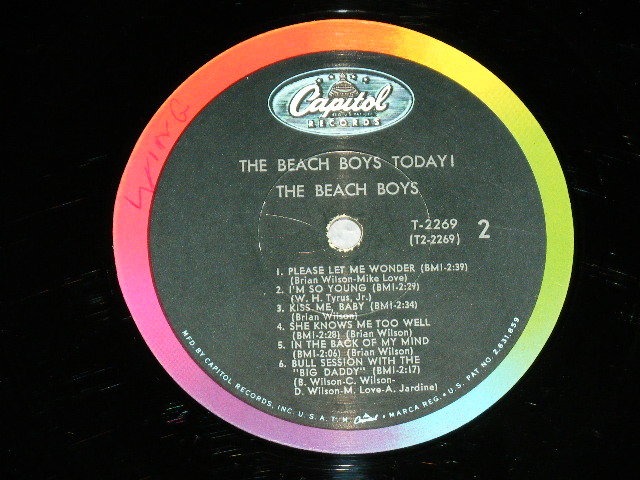 Capitol
RECORDS
THE BEACH BOYS TODAY!
THE BEACH BOYS
T-2269
(T2-2269)
2
1. PLEASE LET ME WONDER (BMI-2:39)
(Brian Wilson-Mike Love)
2. I'M SO YOUNG (BMI-2:29)
(W. H. Tyrus, Jr.)
3. KISS ME, BABY (BMI-2:34)
(Brian Wilson)
4. SHE KNOWS ME TOO WELL
(BMI-2:28) (Brian Wilson)
5. IN THE BACK OF MY MIND
(BMI-2:06) (Brian Wilson)
6. BULL SESSION WITH THE
"BIG DADDY" (BMI-2:17)
(B. Wilson-C. Wilson-
D. Wilson-M. Love-A. Jardine)
MFD. BY CAPITOL RECORDS, INC. U.S.A. T.M. Capitol • MARCA REG. • U.S. PAT NO. 2,631,859